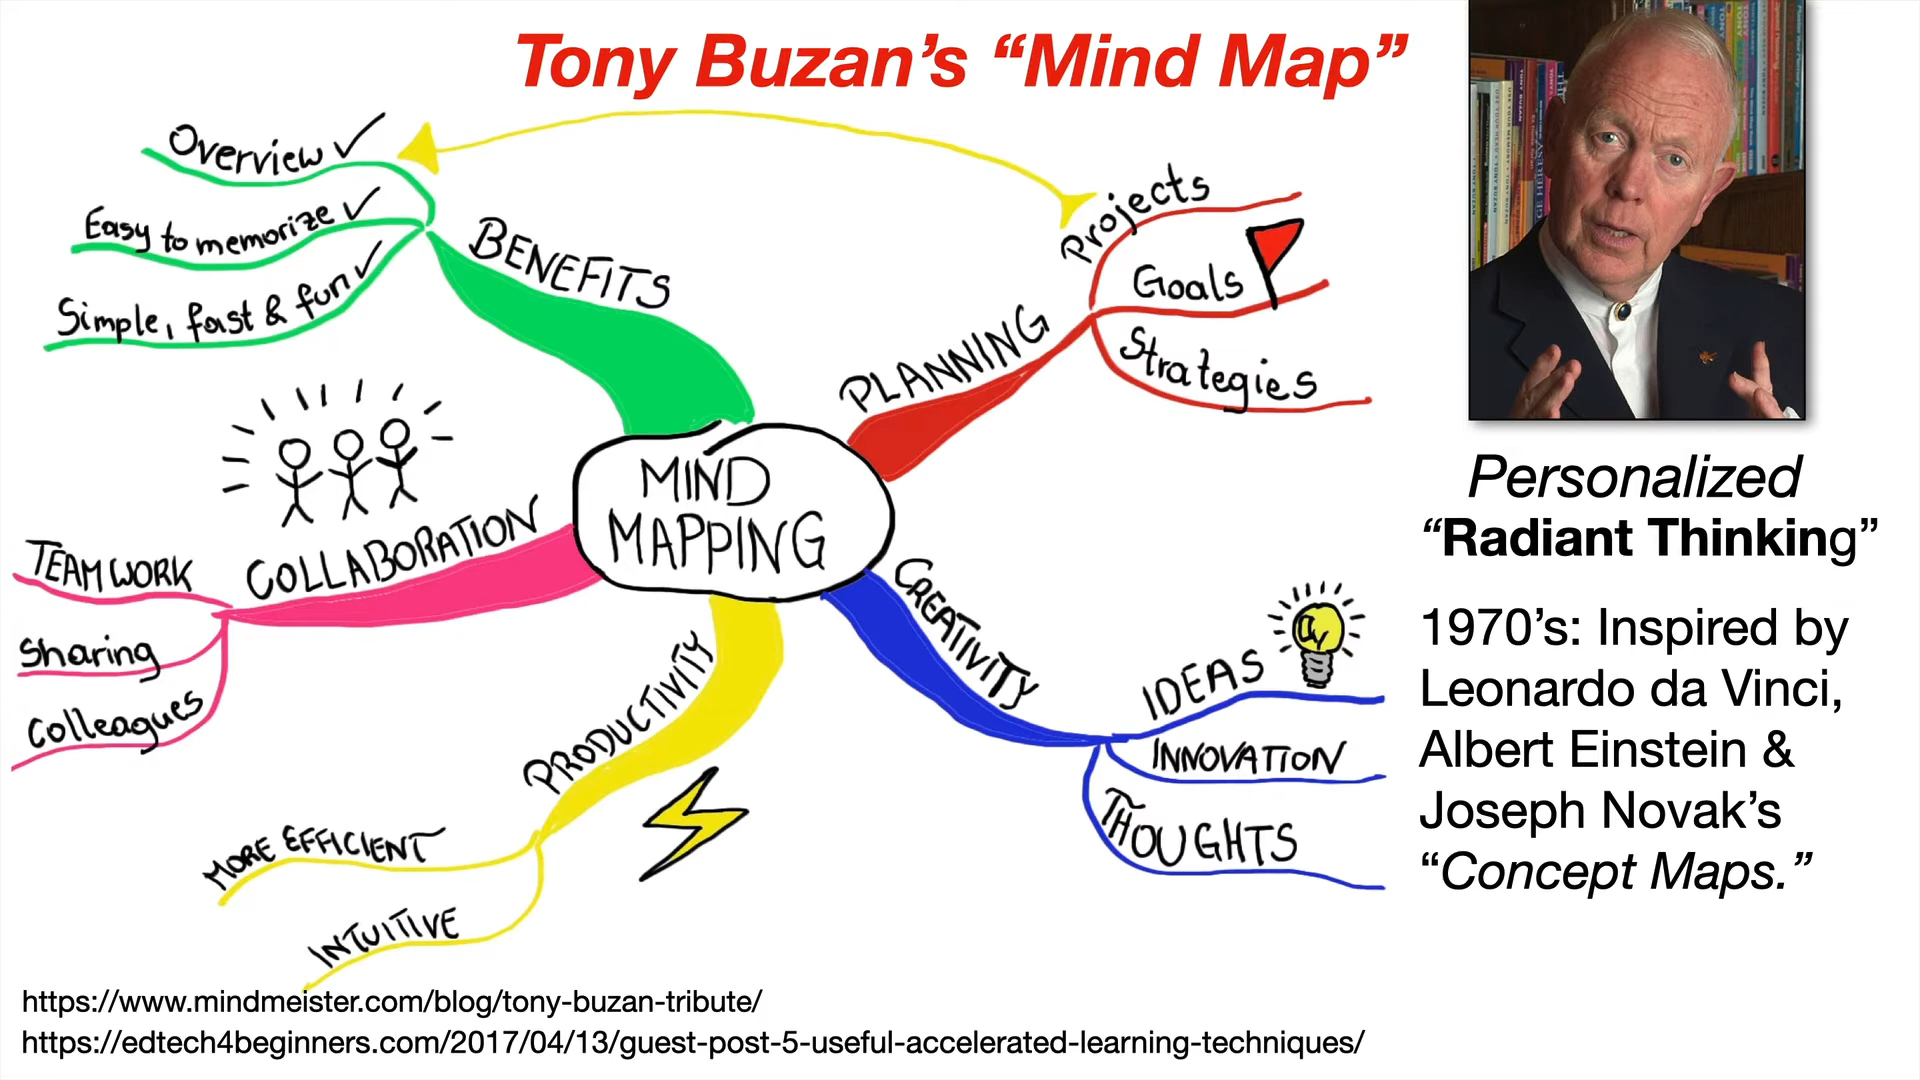 Tony Buzan’s “Mind Map”
Overview ✓
Easy to memorize ✓
Simple, fast & fun ✓
BENEFITS
Projects
Goals
Strategies
PLANNING
MIND
MAPPING
COLLABORATION
TEAMWORK
Sharing
Colleagues
CREATIVITY
IDEAS
INNOVATION
THOUGHTS
PRODUCTIVITY
MORE EFFICIENT
INTUITIVE
Personalized
“Radiant Thinking”
1970’s: Inspired by
Leonardo da Vinci,
Albert Einstein &
Joseph Novak’s
“Concept Maps.”
https://www.mindmeister.com/blog/tony-buzan-tribute/
https://edtech4beginners.com/2017/04/13/guest-post-5-useful-accelerated-learning-techniques/